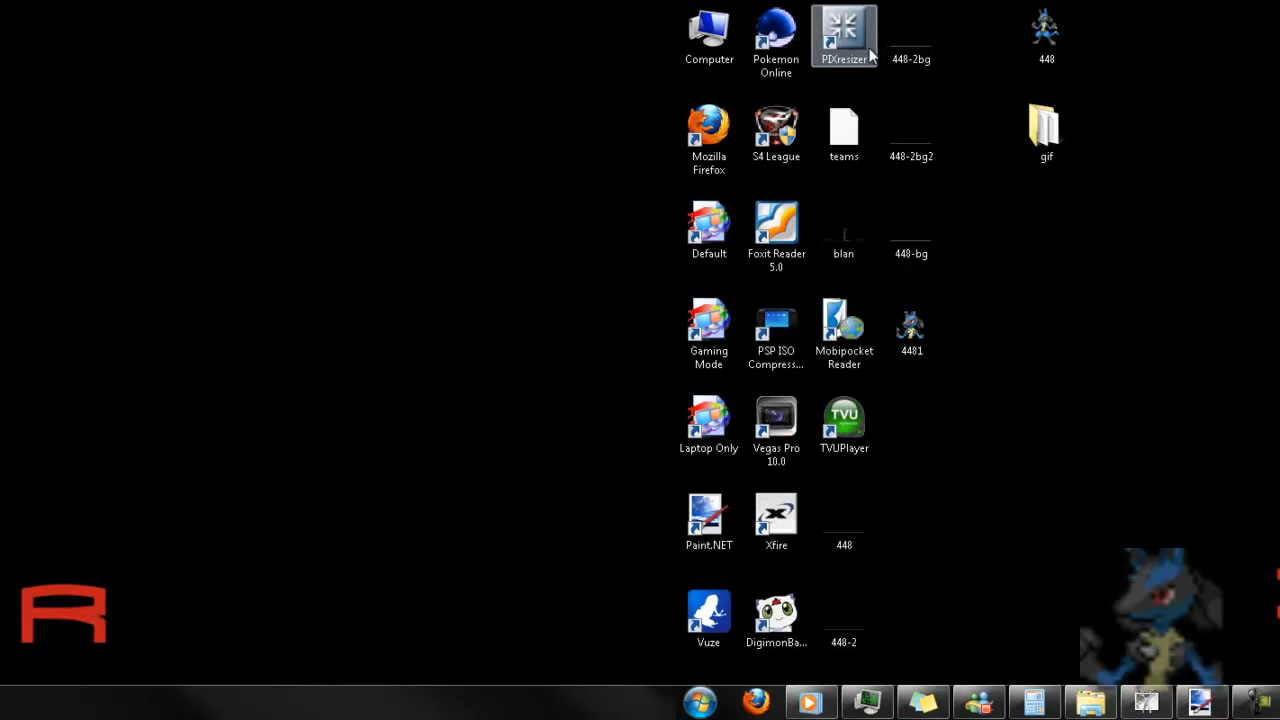 Computer
Pokemon
Online
PIXresizer
448-2bg
448
Mozilla
Firefox
S4 League
teams
448-2bg2
gif
Default
Foxit Reader
5.0
blan
448-bg
Gaming
Mode
PSP ISO
Compress...
Mobipocket
Reader
4481
Laptop Only
Vegas Pro
10.0
TVU
TVUPlayer
Paint.NET
Xfire
448
R
Vuze
DigimonBa...
448-2